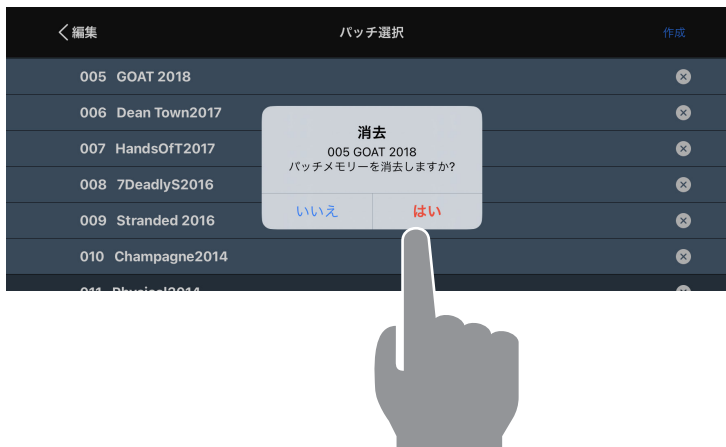 編集
パッチ選択
作成
005 GOAT 2018
006 Dean Town2017
007 HandsOfT2017
008 7DeadlyS2016
009 Stranded 2016
010 Champagne2014
011 Physical2014
消去
005 GOAT 2018
パッチメモリーを消去しますか?
いいえ
はい